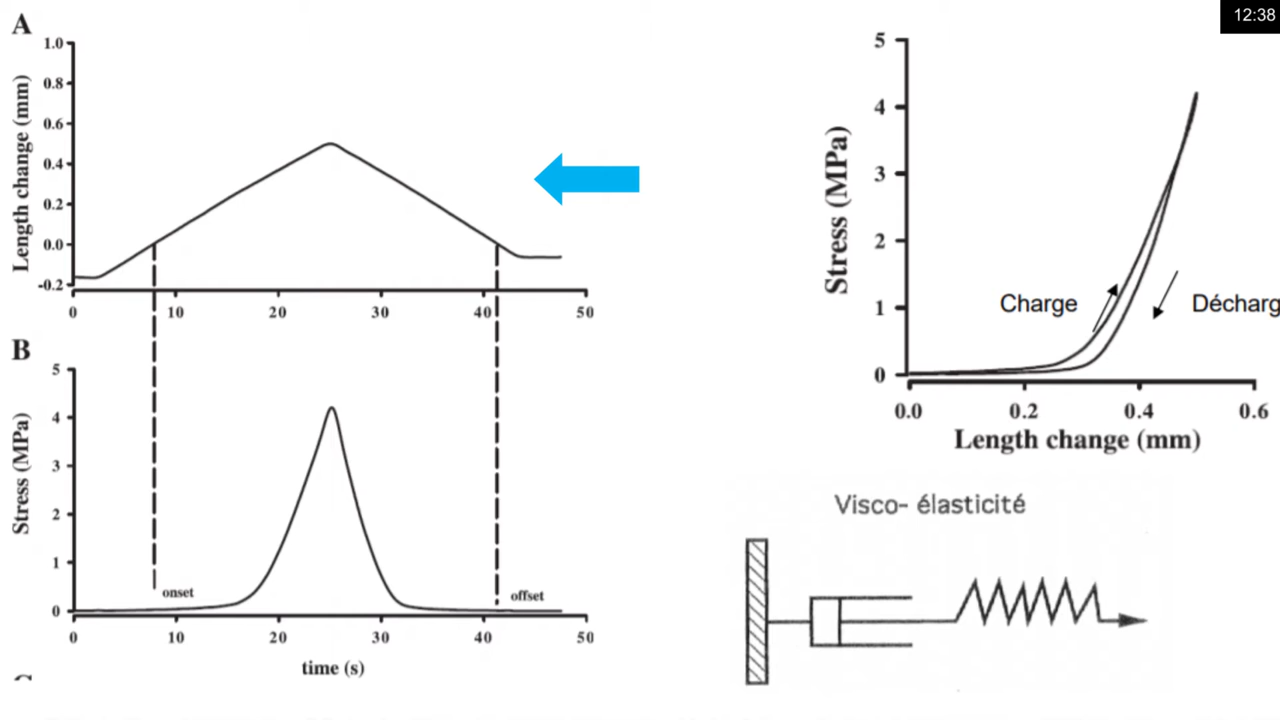 12:38
A
Length change (mm)
1.0
0.8
0.6
0.4
0.2
0.0
-0.2
0 10 20 30 40 50
B
Stress (MPa)
5
4
3
2
1
0
onset
offset
0 10 20 30 40 50
time (s)
Stress (MPa)
5
4
3
2
1
0
Charge
Décharg
0.0 0.2 0.4 0.6
Length change (mm)
Visco- élasticité